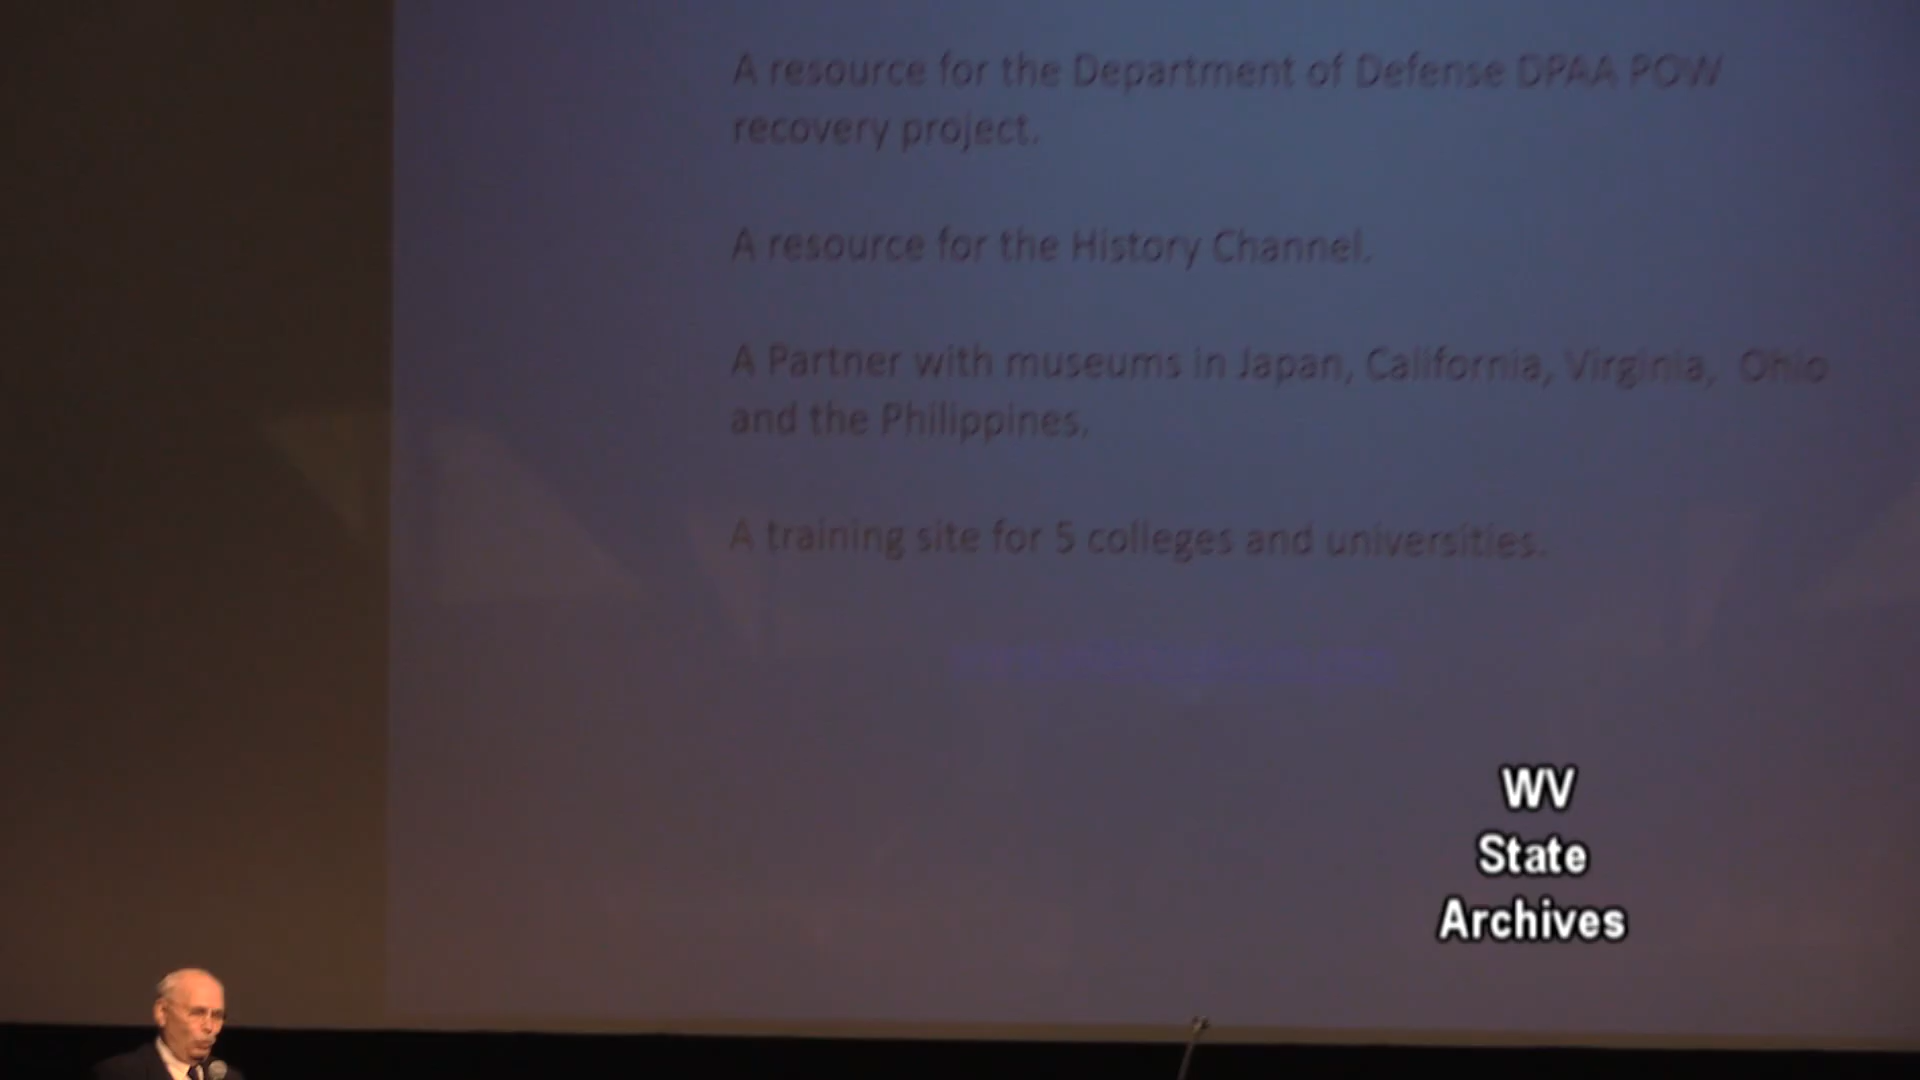 A resource for the Department of Defense DPAA POW
recovery project.
A resource for the History Channel.
A Partner with museums in Japan, California, Virginia, Ohio
and the Philippines.
A training site for 5 colleges and universities.
WV
State
Archives